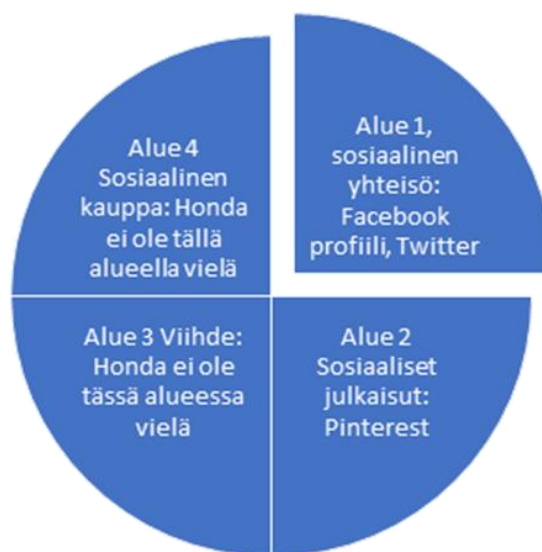 Alue 1,
sosiaalinen
yhteisö:
Facebook
profiili, Twitter
Alue 2
Sosiaaliset
julkaisut:
Pinterest
Alue 3 Viihde:
Honda ei ole
tässä alueessa
vielä
Alue 4
Sosiaalinen
kauppa: Honda
ei ole tällä
alueella vielä